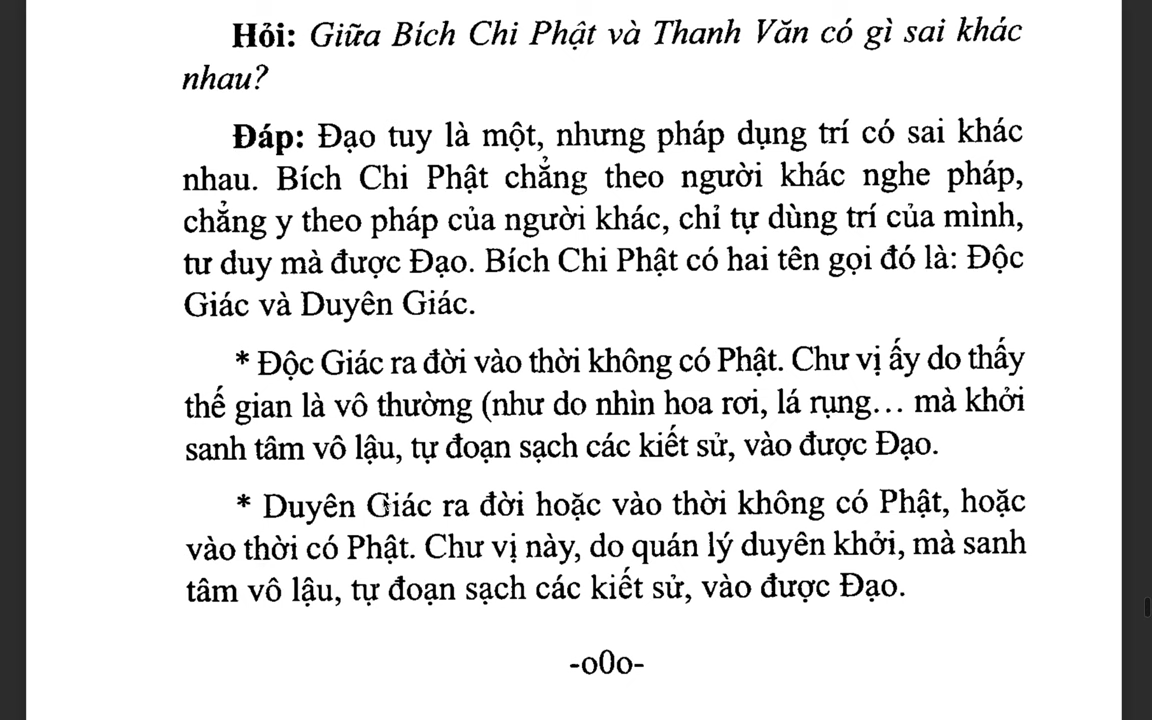 Hỏi: Giữa Bích Chi Phật và Thanh Văn có gì sai khác
nhau?
Đáp: Đạo tuy là một, nhưng pháp dụng trí có sai khác
nhau. Bích Chi Phật chẳng theo người khác nghe pháp,
chẳng y theo pháp của người khác, chỉ tự dùng trí của mình,
tư duy mà được Đạo. Bích Chi Phật có hai tên gọi đó là: Độc
Giác và Duyên Giác.
* Độc Giác ra đời vào thời không có Phật. Chư vị ấy do thấy
thế gian là vô thường (như do nhìn hoa rơi, lá rụng... mà khởi
sanh tâm vô lậu, tự đoạn sạch các kiết sử, vào được Đạo.
* Duyên Giác ra đời hoặc vào thời không có Phật, hoặc
vào thời có Phật. Chư vị này, do quán lý duyên khởi, mà sanh
tâm vô lậu, tự đoạn sạch các kiết sử, vào được Đạo.
-o0o-